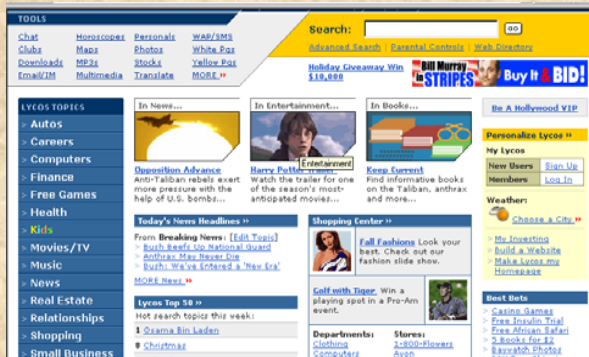 TOOLS
Chat Horoscopes Personals WAP/SMS
Clubs Maps Photos White Pgs
Downloads MP3s Stocks Yellow Pgs
Email/IM Multimedia Translate MORE »
Search: GO
Advanced Search | Parental Controls | Web Directory
Holiday Giveaway Win
$10,000
Bill Murray
in STRIPES
Buy It & BID!
LYCOS TOPICS
> Autos
> Careers
> Computers
> Finance
> Free Games
> Health
> Kids
> Movies/TV
> Music
> News
> Real Estate
> Relationships
> Shopping
> Small Business
In News...
Opposition Advance
Anti-Taliban rebels exert
more pressure with the
help of U.S. bombs...
In Entertainment...
Entertainment
Harry Potter Trailer
Watch the trailer for one
of the season's most-
anticipated movies...
In Books...
Keep Current
Find informative books
on the Taliban, anthrax
and more...
Today's News Headlines »
From Breaking News: [Edit Topic]
> Bush Beefs Up National Guard
> Anthrax May Never Die
> Bush: We've Entered a 'New Era'
MORE News »
Lycos Top 50 »
Hot search topics this week:
1 Osama Bin Laden
Christmas
Shopping Center »
Fall Fashions Look your
best. Check out our
fashion slide show.
Golf with Tiger Win a
playing spot in a Pro-Am
event.
Departments: Stores:
Clothing 1-800-Flowers
Computers Avon
Be A Hollywood VIP
Personalize Lycos »
My Lycos
New Users Sign Up
Members Log In
Weather:
Choose a City »
> My Investing
> Build a Website
> Make Lycos my
Homepage
Best Bets
> Casino Games
> Free Insulin Trial
> Free African Safari
> 5 Books for $2
> Baywatch Photos